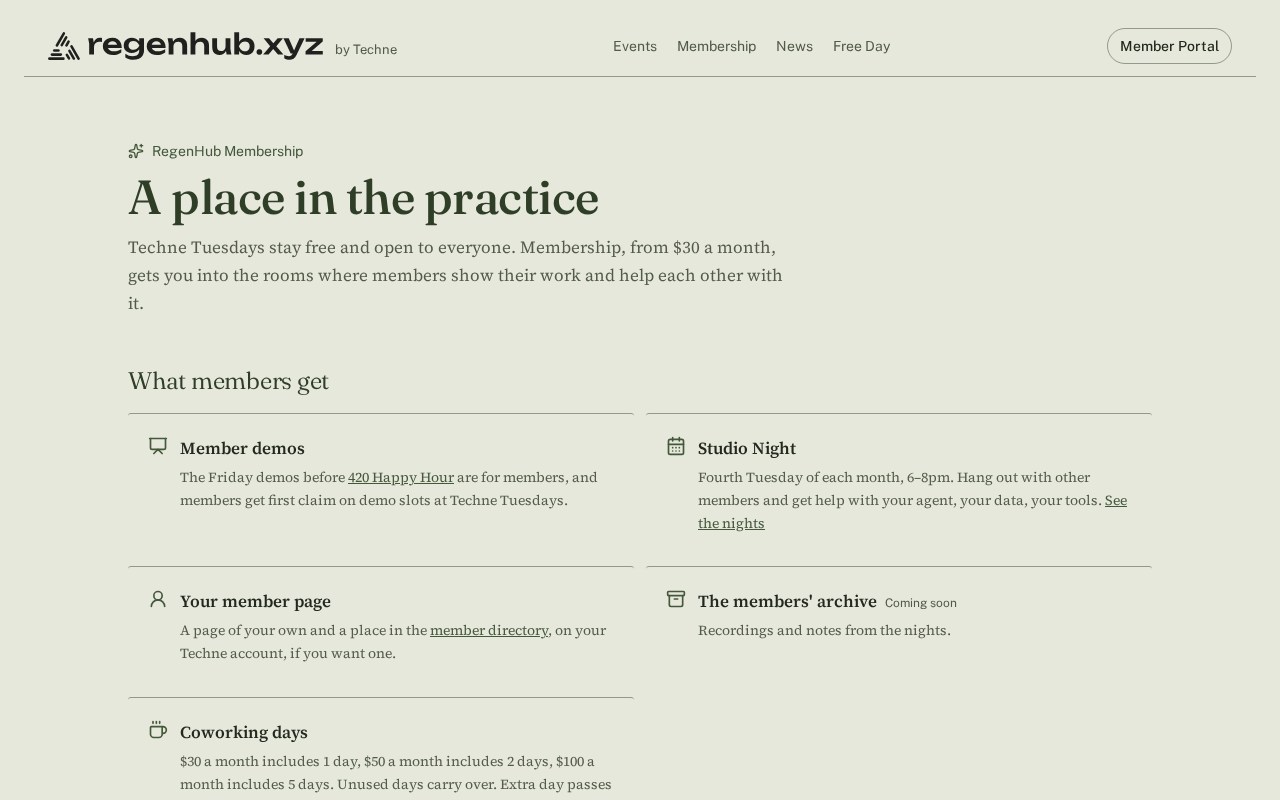 regenhub.xyz by Techne
Events Membership News Free Day
Member Portal
RegenHub Membership
A place in the practice
Techne Tuesdays stay free and open to everyone. Membership, from $30 a month,
gets you into the rooms where members show their work and help each other with
it.
What members get
Member demos
The Friday demos before 420 Happy Hour are for members, and
members get first claim on demo slots at Techne Tuesdays.
Studio Night
Fourth Tuesday of each month, 6–8pm. Hang out with other
members and get help with your agent, your data, your tools. See
the nights
Your member page
A page of your own and a place in the member directory, on your
Techne account, if you want one.
The members' archive Coming soon
Recordings and notes from the nights.
Coworking days
$30 a month includes 1 day, $50 a month includes 2 days, $100 a
month includes 5 days. Unused days carry over. Extra day passes